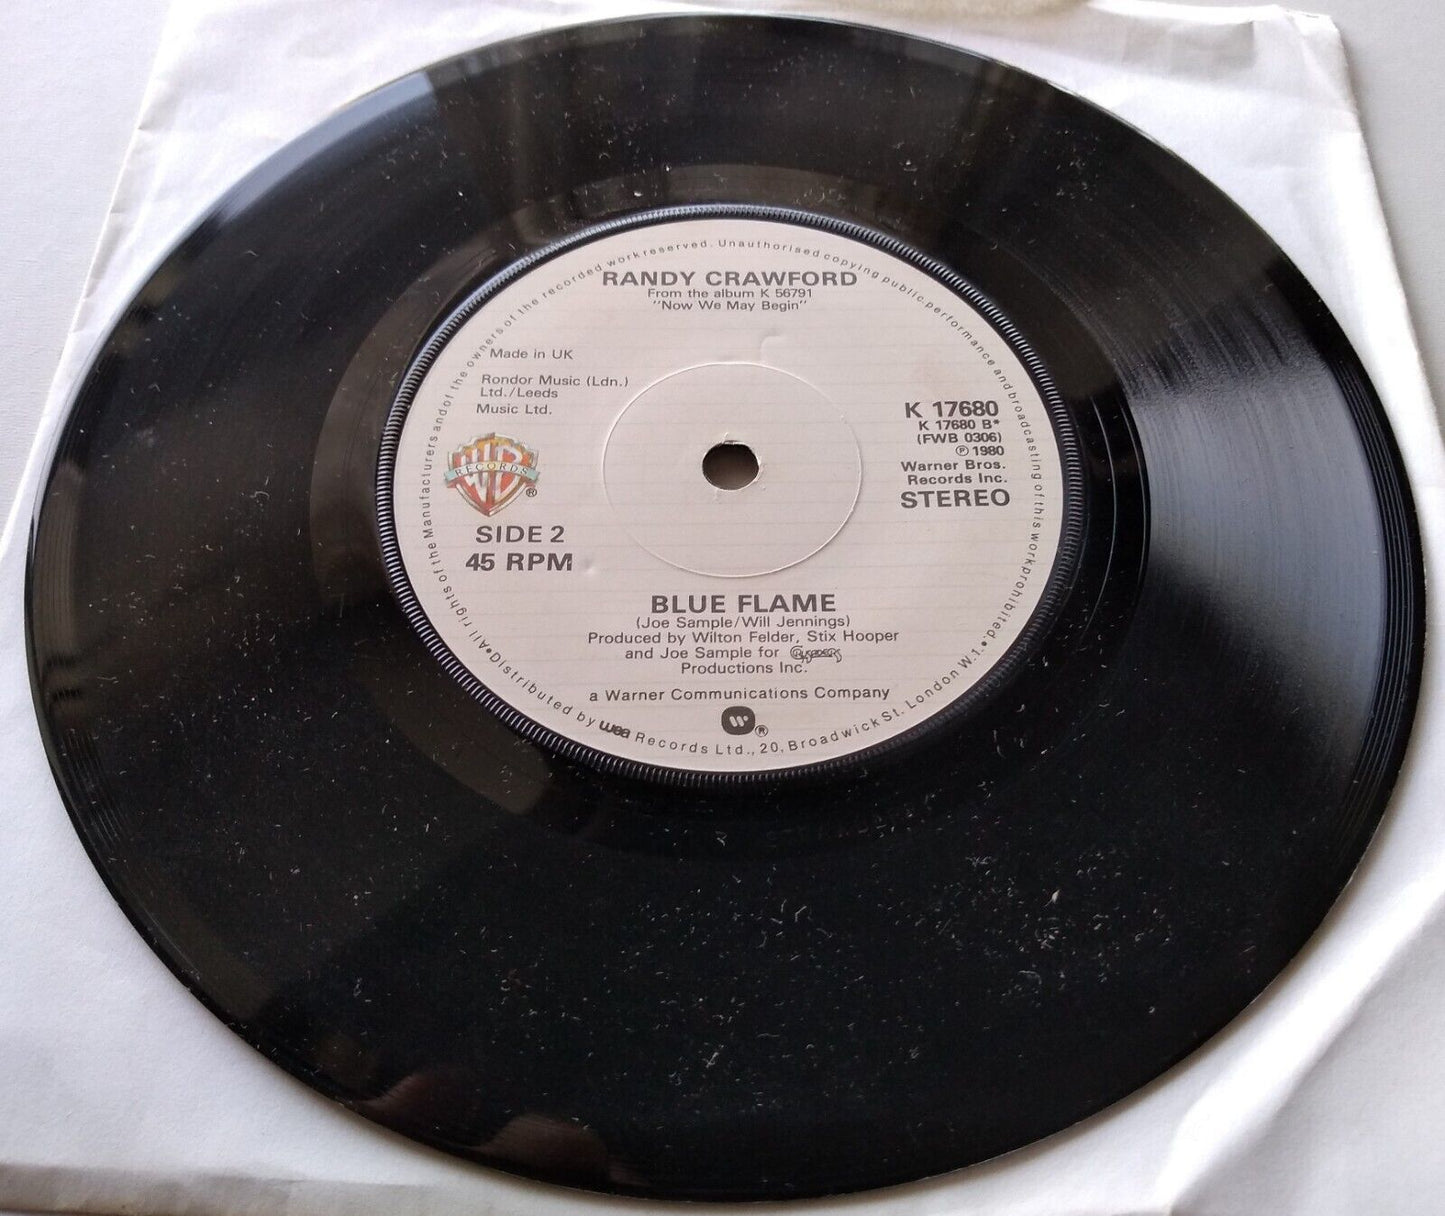 RANDY CRAWFORD
From the album K 56791
"Now We May Begin"
Made in UK
Rondor Music (Ldn.)
Ltd./Leeds
Music Ltd.
K 17680
K 17680 B*
(FWB 0306)
℗ 1980
Warner Bros.
Records Inc.
STEREO
WB
RECORDS
®
SIDE 2
45 RPM
BLUE FLAME
(Joe Sample/Will Jennings)
Produced by Wilton Felder, Stix Hooper
and Joe Sample for Crusaders
Productions Inc.
a Warner Communications Company
®
All rights of the Manufacturers and of the owners of the recorded work reserved. Unauthorised copying public performance and broadcasting of this work prohibited.
Distributed by wea Records Ltd., 20, Broadwick St. London W.1.